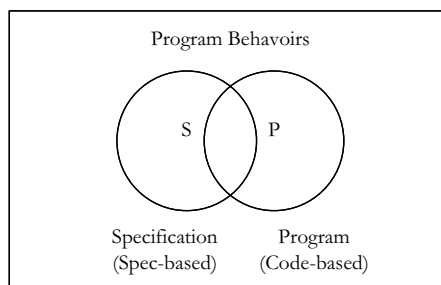 Program Behavoirs
S P
Specification Program
(Spec-based) (Code-based)